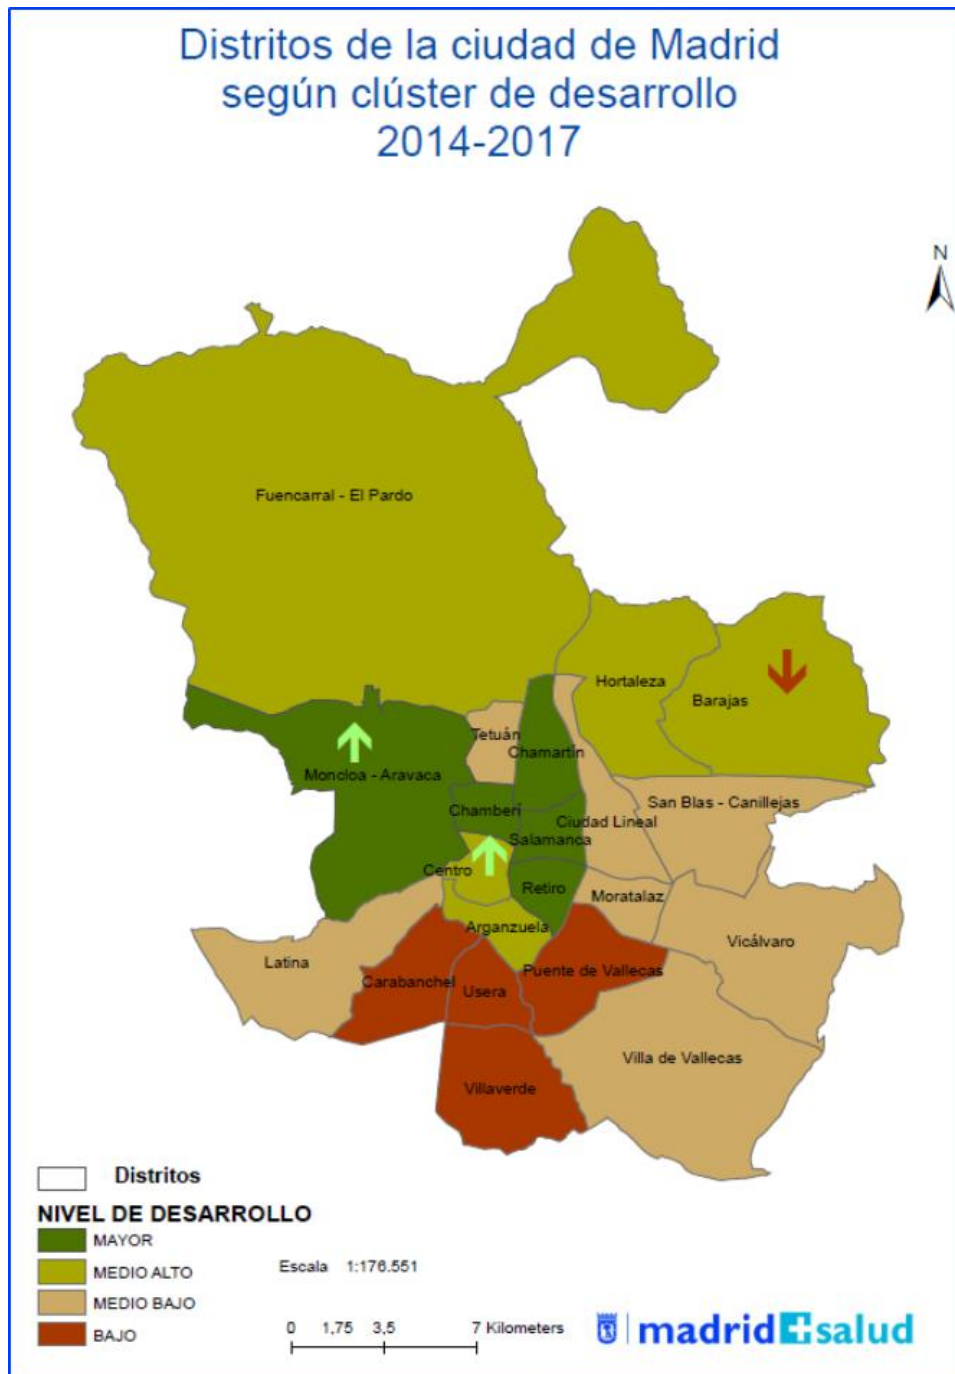 Distritos de la ciudad de Madrid
según clúster de desarrollo
2014-2017
N
Fuencarral - El Pardo
Hortaleza
Barajas
Tetuán
Chamartín
Moncloa - Aravaca
San Blas - Canillejas
Chamberí
Ciudad Lineal
Salamanca
Centro
Retiro
Moratalaz
Arganzuela
Vicálvaro
Latina
Puente de Vallecas
Carabanchel
Usera
Villa de Vallecas
Villaverde
Distritos
NIVEL DE DESARROLLO
MAYOR
MEDIO ALTO
MEDIO BAJO
BAJO
Escala 1:176.551
0 1,75 3,5 7 Kilometers
madrid salud